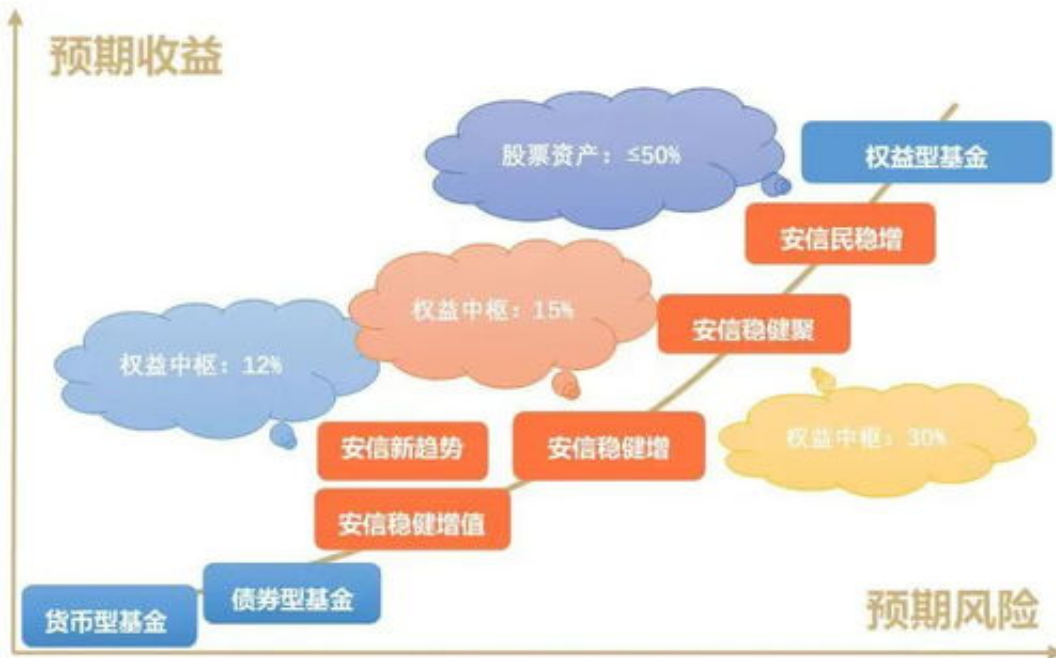 预期收益
股票资产：≤50%
权益型基金
安信民稳增
权益中枢：15%
安信稳健聚
权益中枢：12%
安信新趋势
安信稳健增
权益中枢：30%
安信稳健增值
债券型基金
货币型基金
预期风险